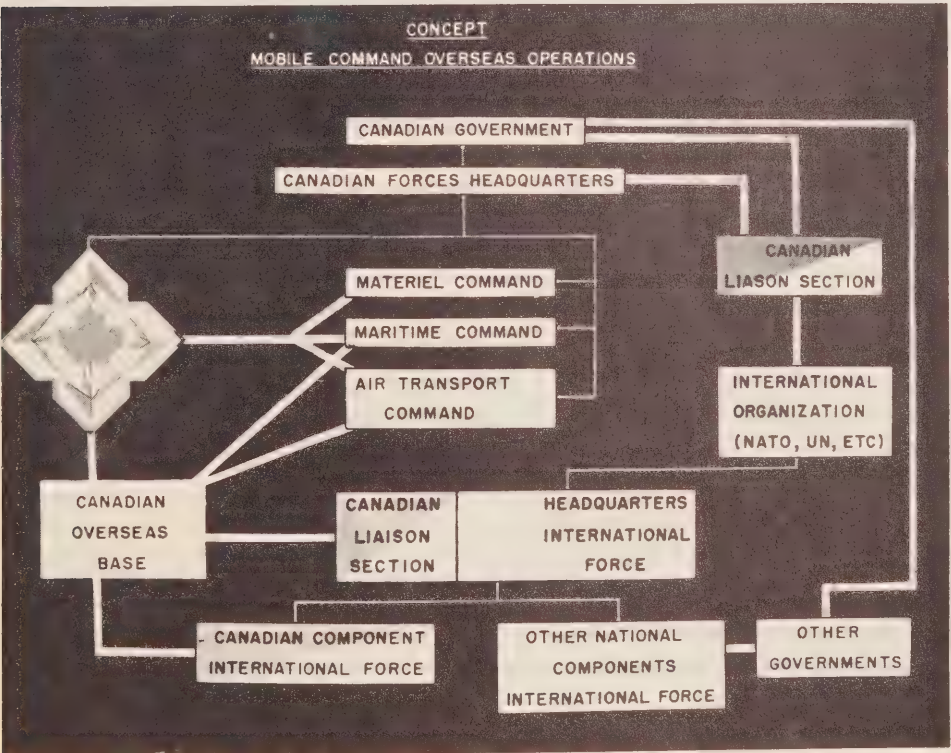 CONCEPT
MOBILE COMMAND OVERSEAS OPERATIONS
CANADIAN GOVERNMENT
CANADIAN FORCES HEADQUARTERS
CANADIAN
LIASON SECTION
MATERIEL COMMAND
MARITIME COMMAND
AIR TRANSPORT
COMMAND
INTERNATIONAL
ORGANIZATION
(NATO, UN, ETC)
CANADIAN
OVERSEAS
BASE
CANADIAN
LIAISON
SECTION
HEADQUARTERS
INTERNATIONAL
FORCE
CANADIAN COMPONENT
INTERNATIONAL FORCE
OTHER NATIONAL
COMPONENTS
INTERNATIONAL FORCE
OTHER
GOVERNMENTS